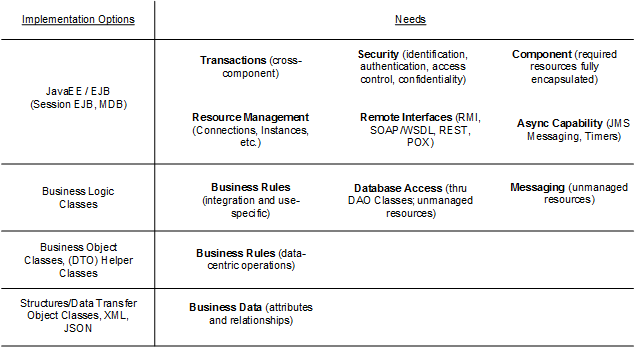 Implementation Options
Needs
JavaEE / EJB
(Session EJB, MDB)
Transactions (cross-
component)
Security (identification,
authentication, access
control, confidentiality)
Component (required
resources fully
encapsulated)
Resource Management
(Connections, Instances,
etc.)
Remote Interfaces (RMI,
SOAP/WSDL, REST,
POX)
Async Capability (JMS
Messaging, Timers)
Business Logic
Classes
Business Rules
(integration and use-
specific)
Database Access (thru
DAO Classes; unmanaged
resources)
Messaging (unmanaged
resources)
Business Object
Classes, (DTO) Helper
Classes
Business Rules (data-
centric operations)
Structures/Data Transfer
Object Classes, XML,
JSON
Business Data (attributes
and relationships)